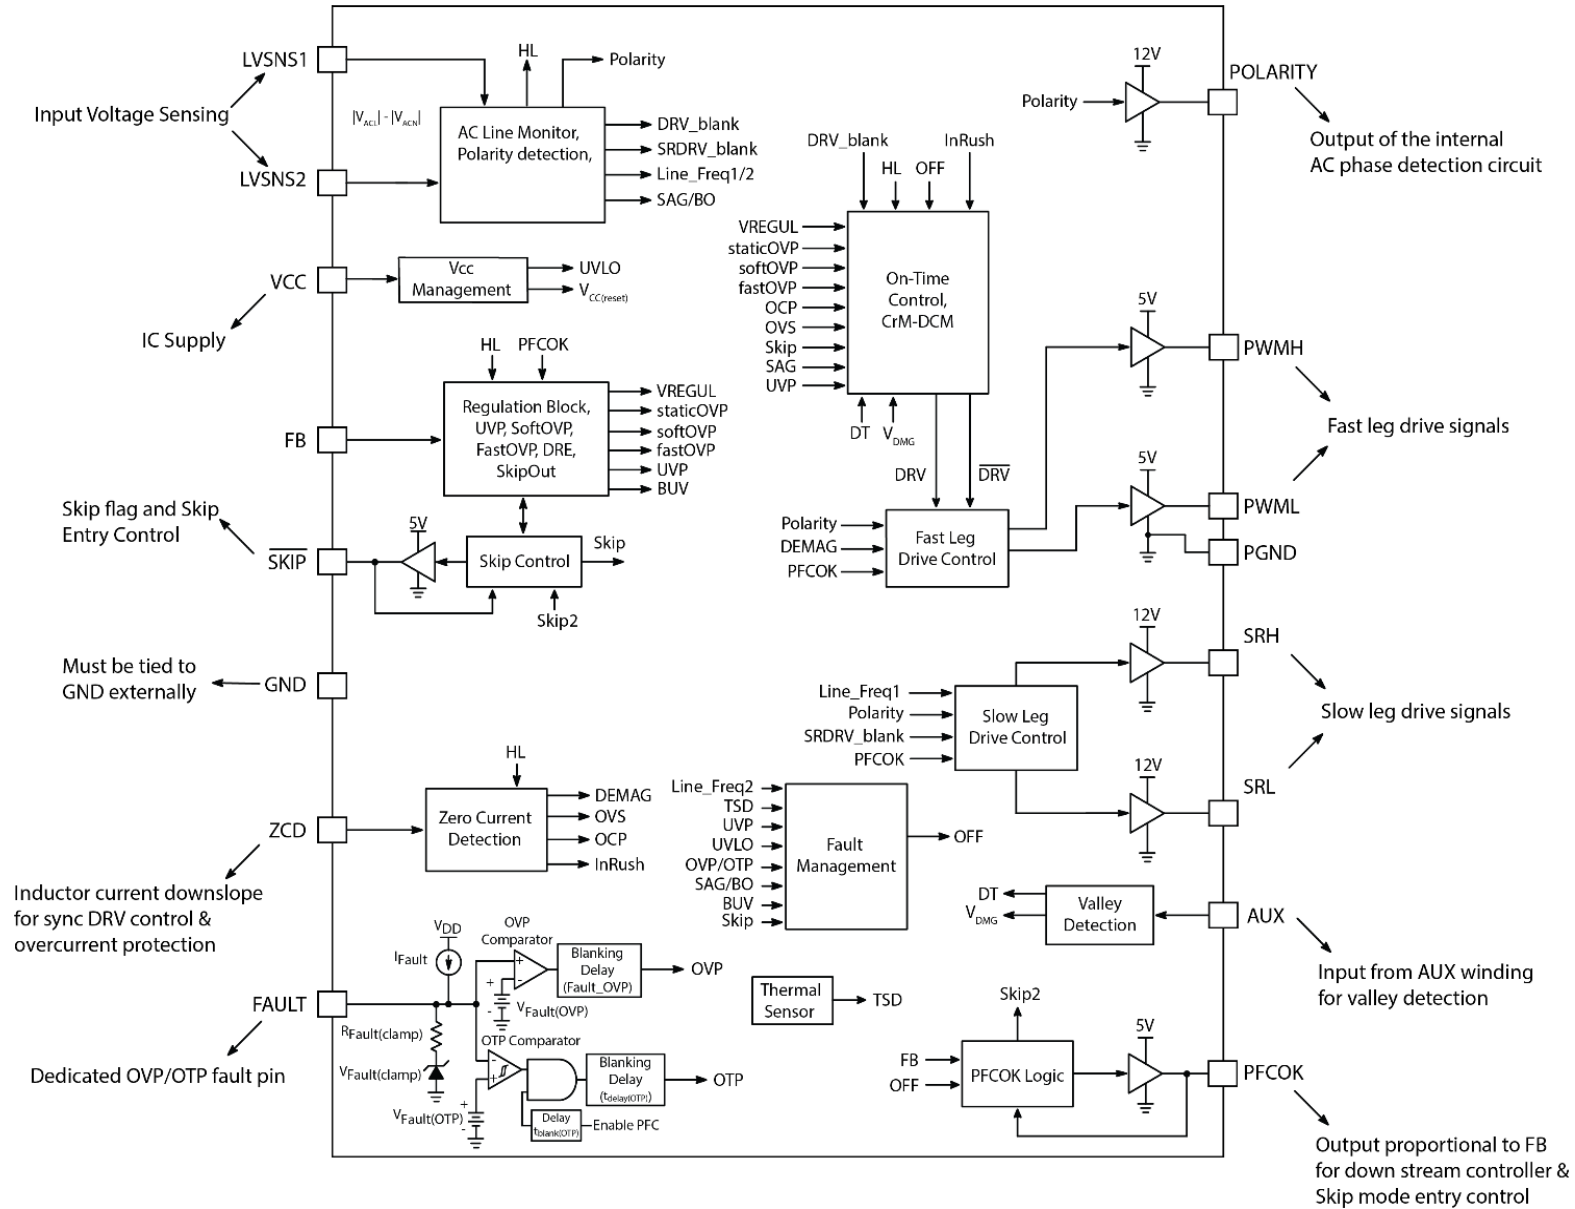 LVSNS1
Input Voltage Sensing
LVSNS2
|V_ACL| - |V_ACN|
HL
Polarity
AC Line Monitor,
Polarity detection,
DRV_blank
SRDRV_blank
Line_Freq1/2
SAG/BO
VCC
IC Supply
Vcc
Management
UVLO
V_CC(reset)
HL
PFCOK
FB
Regulation Block,
UVP, SoftOVP,
FastOVP, DRE,
SkipOut
VREGUL
staticOVP
softOVP
fastOVP
UVP
BUV
Skip flag and Skip
Entry Control
SKIP
5V
Skip Control
Skip
Skip2
Must be tied to
GND externally
GND
HL
ZCD
Zero Current
Detection
DEMAG
OVS
OCP
InRush
Inductor current downslope
for sync DRV control &
overcurrent protection
FAULT
Dedicated OVP/OTP fault pin
VDD
IFault
RFault(clamp)
VFault(clamp)
OVP
Comparator
+
-
+
-
VFault(OVP)
Blanking
Delay
(Fault_OVP)
OVP
OTP Comparator
-
+
+
-
VFault(OTP)
Blanking
Delay
(tdelay(OTP))
OTP
Delay
tblank(OTP)
Enable PFC
12V
Polarity
POLARITY
Output of the internal
AC phase detection circuit
DRV_blank
HL
OFF
InRush
VREGUL
staticOVP
softOVP
fastOVP
OCP
OVS
Skip
SAG
UVP
On-Time
Control,
CrM-DCM
DT
V_DMG
DRV
DRV
Polarity
DEMAG
PFCOK
Fast Leg
Drive Control
5V
PWMH
Fast leg drive signals
5V
PWML
PGND
12V
SRH
Line_Freq1
Polarity
SRDRV_blank
PFCOK
Slow Leg
Drive Control
Slow leg drive signals
12V
SRL
Line_Freq2
TSD
UVP
UVLO
OVP/OTP
SAG/BO
BUV
Skip
Fault
Management
OFF
DT
V_DMG
Valley
Detection
AUX
Input from AUX winding
for valley detection
Thermal
Sensor
TSD
Skip2
FB
OFF
PFCOK Logic
5V
PFCOK
Output proportional to FB
for down stream controller &
Skip mode entry control